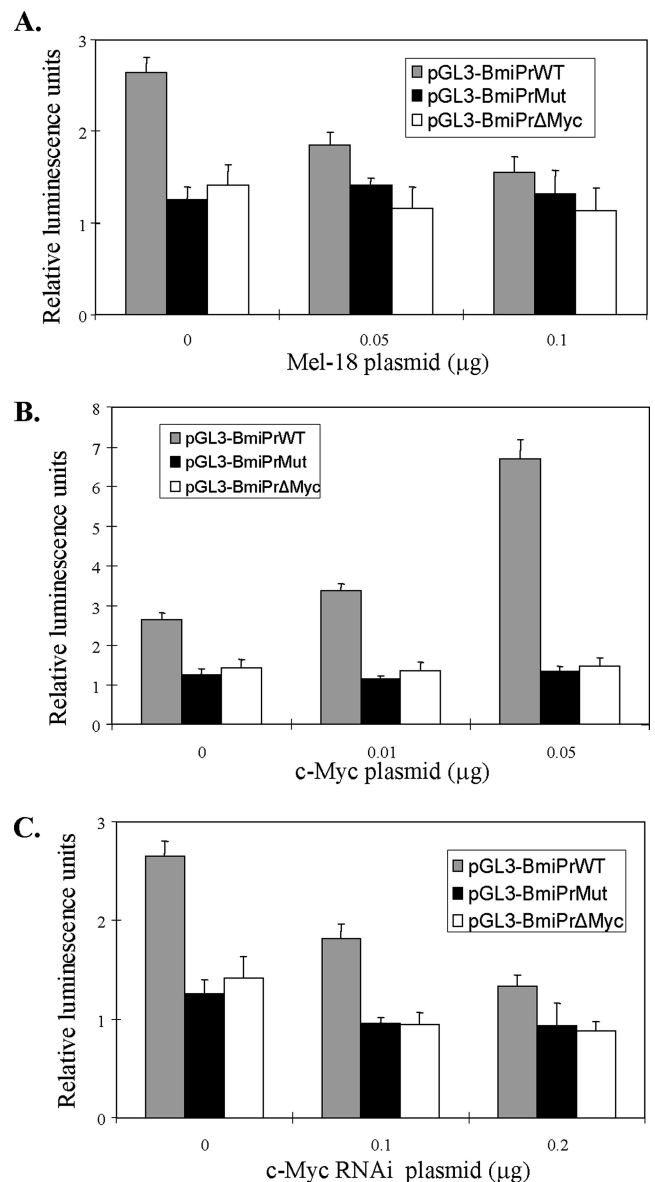 A.
Relative luminescence units
3
2
1
0
pGL3-BmiPrWT
pGL3-BmiPrMut
pGL3-BmiPrΔMyc
0
0.05
0.1
Mel-18 plasmid (μg)
B.
Relative luminescence units
8
7
6
5
4
3
2
1
0
pGL3-BmiPrWT
pGL3-BmiPrMut
pGL3-BmiPrΔMyc
0
0.01
0.05
c-Myc plasmid (μg)
C.
Relative luminescence units
3
2
1
0
pGL3-BmiPrWT
pGL3-BmiPrMut
pGL3-BmiPrΔMyc
0
0.1
0.2
c-Myc RNAi plasmid (μg)